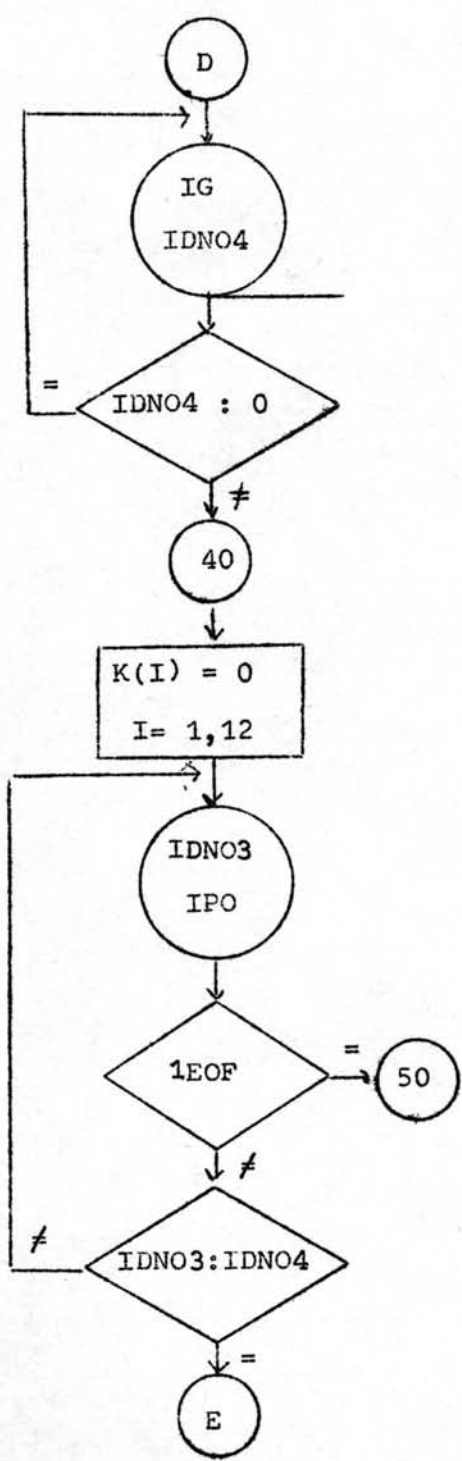 D
IG
IDNO4
=
IDNO4 : 0
≠
40
K(I) = 0
I= 1,12
IDNO3
IPO
1EOF
=
50
≠
≠
IDNO3:IDNO4
=
E